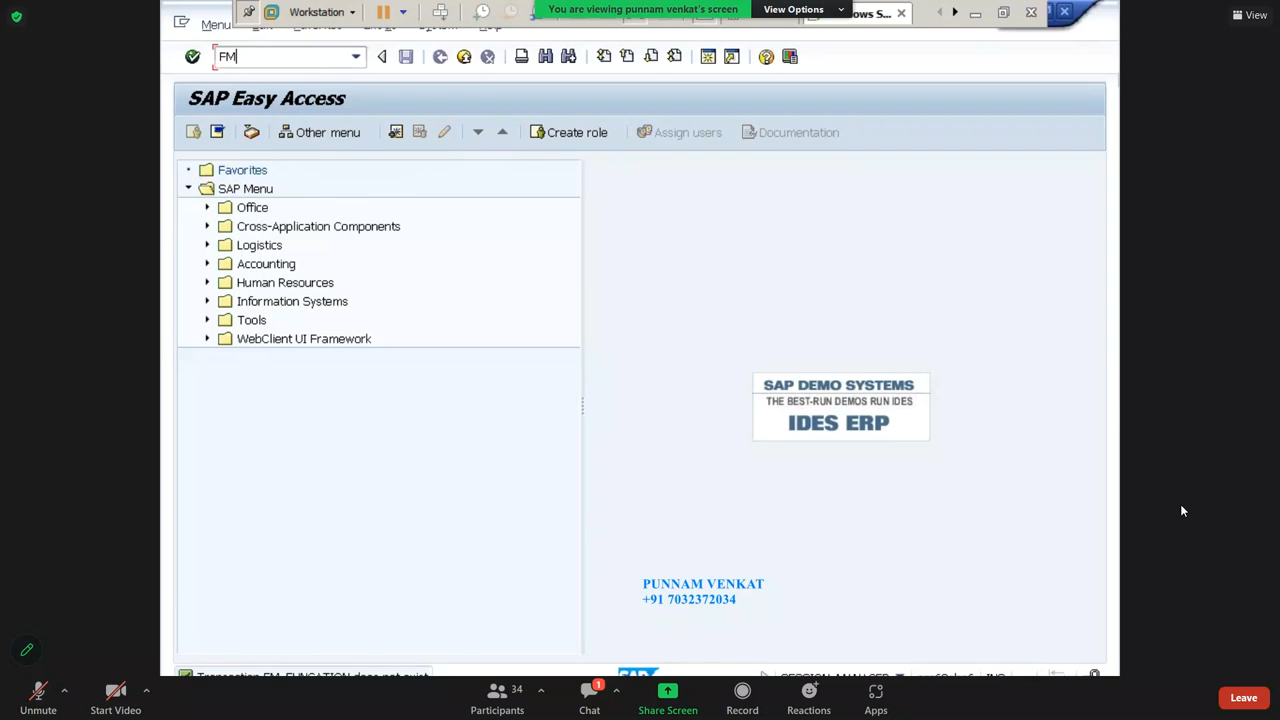 Workstation
You are viewing punnam venkat's screen
View Options
ows S...
View
Menu
FM
SAP Easy Access
Other menu
Create role
Assign users
Documentation
Favorites
SAP Menu
Office
Cross-Application Components
Logistics
Accounting
Human Resources
Information Systems
Tools
WebClient UI Framework
SAP DEMO SYSTEMS
THE BEST-RUN DEMOS RUN IDES
IDES ERP
PUNNAM VENKAT
+91 7032372034
SAP
Unmute
Start Video
34
Participants
1
Chat
Share Screen
Record
Reactions
Apps
Leave